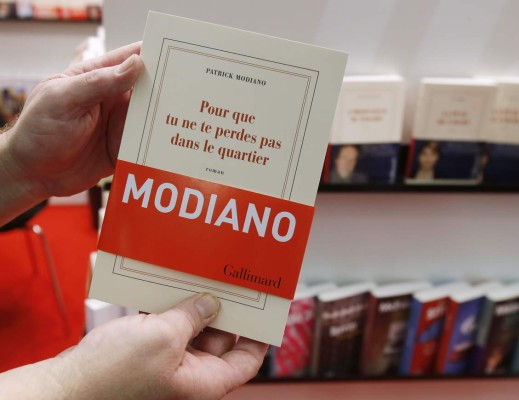 PATRICK MODIANO
Pour que
tu ne te perdes pas
dans le quartier
roman
MODIANO
Gallimard